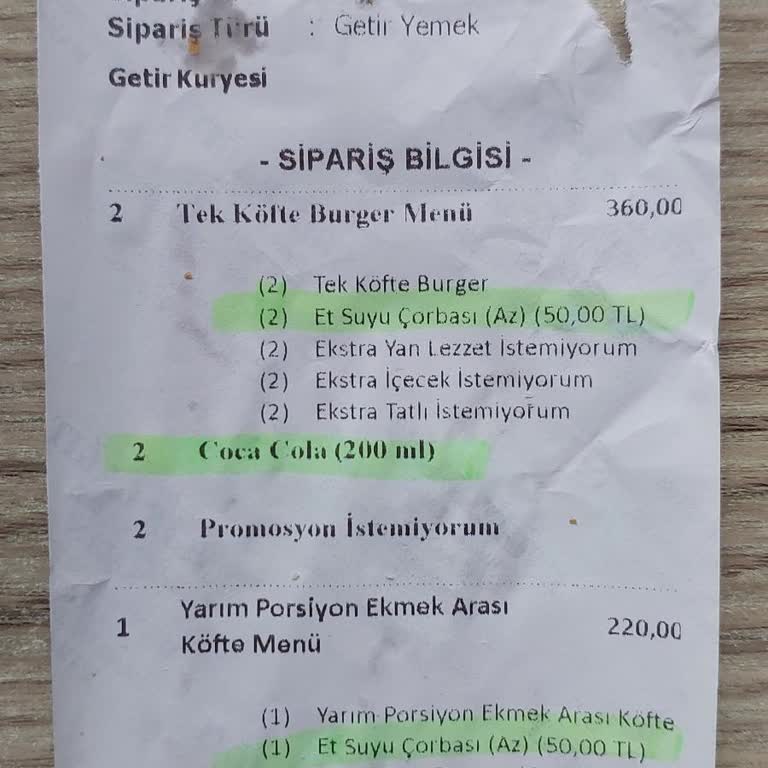 Sipariş Türü : Getir Yemek
Getir Kuryesi
- SİPARİŞ BİLGİSİ -
2 Tek Köfte Burger Menü 360,00
(2) Tek Köfte Burger
(2) Et Suyu Çorbası (Az) (50,00 TL)
(2) Ekstra Yan Lezzet İstemiyorum
(2) Ekstra İçecek İstemiyorum
(2) Ekstra Tatlı İstemiyorum
2 Coca Cola (200 ml)
2 Promosyon İstemiyorum
1 Yarım Porsiyon Ekmek Arası
Köfte Menü 220,00
(1) Yarım Porsiyon Ekmek Arası Köfte
(1) Et Suyu Çorbası (Az) (50,00 TL)